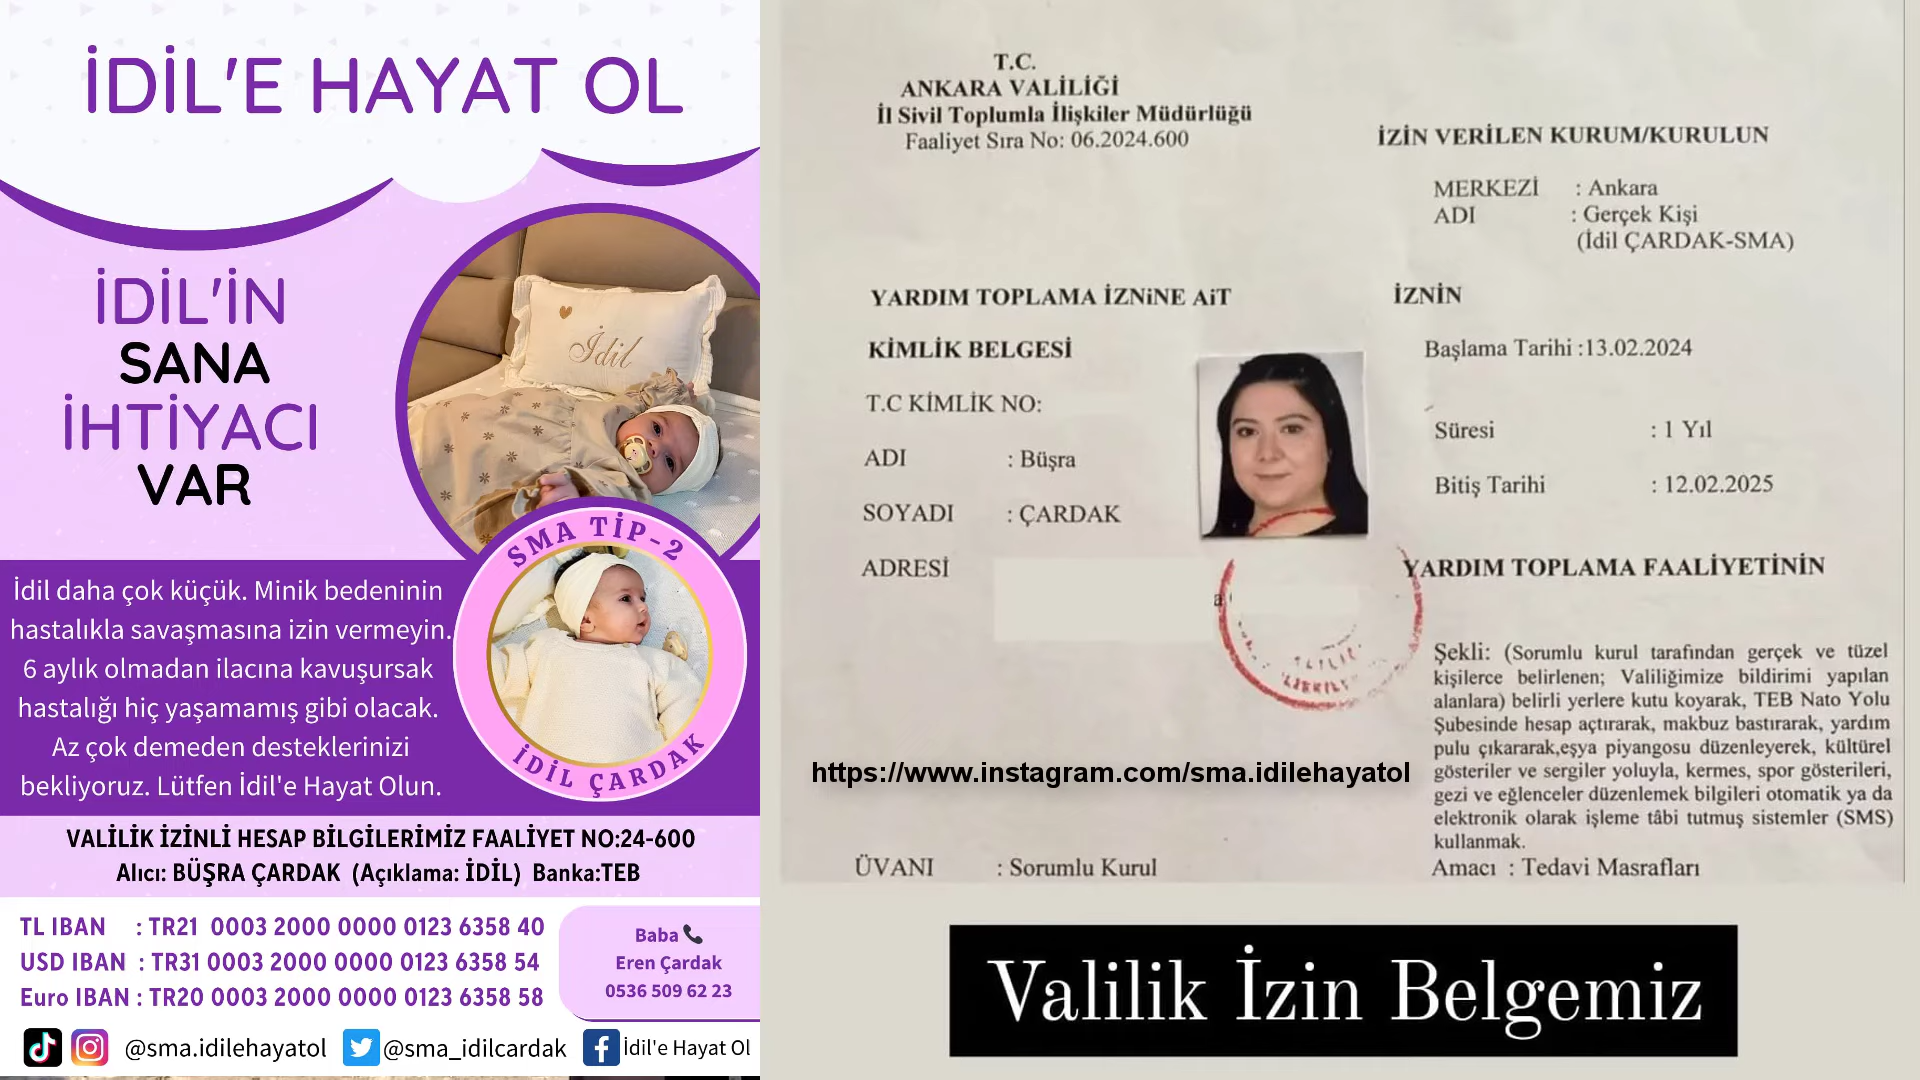 İDİL'E HAYAT OL
İDİL'İN
SANA
İHTİYACI
VAR
İdil
SMA TİP-2
İDİL ÇARDAK
İdil daha çok küçük. Minik bedeninin
hastalıkla savaşmasına izin vermeyin.
6 aylık olmadan ilacına kavuşursak
hastalığı hiç yaşamamış gibi olacak.
Az çok demeden desteklerinizi
bekliyoruz. Lütfen İdil'e Hayat Olun.
VALİLİK İZİNLİ HESAP BİLGİLERİMİZ FAALİYET NO:24-600
Alıcı: BÜŞRA ÇARDAK (Açıklama: İDİL) Banka:TEB
TL IBAN : TR21 0003 2000 0000 0123 6358 40
USD IBAN : TR31 0003 2000 0000 0123 6358 54
Euro IBAN : TR20 0003 2000 0000 0123 6358 58
Baba
Eren Çardak
0536 509 62 23
@sma.idilehayatol @sma_idilcardak İdil'e Hayat Ol
T.C.
ANKARA VALİLİĞİ
İl Sivil Toplumla İlişkiler Müdürlüğü
Faaliyet Sıra No: 06.2024.600
YARDIM TOPLAMA İZNiNE AiT
KİMLİK BELGESİ
T.C KİMLİK NO:
ADI : Büşra
SOYADI : ÇARDAK
ADRESİ
https://www.instagram.com/sma.idilehayatol
ÜVANI : Sorumlu Kurul
İZİN VERİLEN KURUM/KURULUN
MERKEZİ : Ankara
ADI : Gerçek Kişi
(İdil ÇARDAK-SMA)
İZNİN
Başlama Tarihi :13.02.2024
Süresi : 1 Yıl
Bitiş Tarihi : 12.02.2025
YARDIM TOPLAMA FAALİYETİNİN
Şekli: (Sorumlu kurul tarafından gerçek ve tüzel
kişilerce belirlenen; Valiliğimize bildirimi yapılan
alanlara) belirli yerlere kutu koyarak, TEB Nato Yolu
Şubesinde hesap açtırarak, makbuz bastırarak, yardım
pulu çıkararak,eşya piyangosu düzenleyerek, kültürel
gösteriler ve sergiler yoluyla, kermes, spor gösterileri,
gezi ve eğlenceler düzenlemek bilgileri otomatik ya da
elektronik olarak işleme tâbi tutmuş sistemler (SMS)
kullanmak.
Amacı : Tedavi Masrafları
Valilik İzin Belgemiz